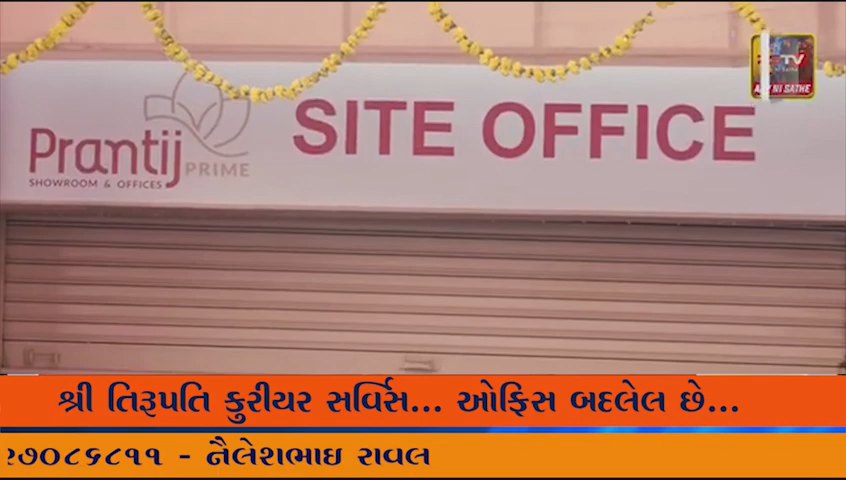 SITE OFFICE
Prantij
PRIME
SHOWROOM & OFFICES
શ્રી તિરૂપતિ કુરીયર સર્વિસ... ઓફિસ બદલેલ છે...
૨૭૦૮૬૮૧૧ - નૈલેશભાઇ રાવલ